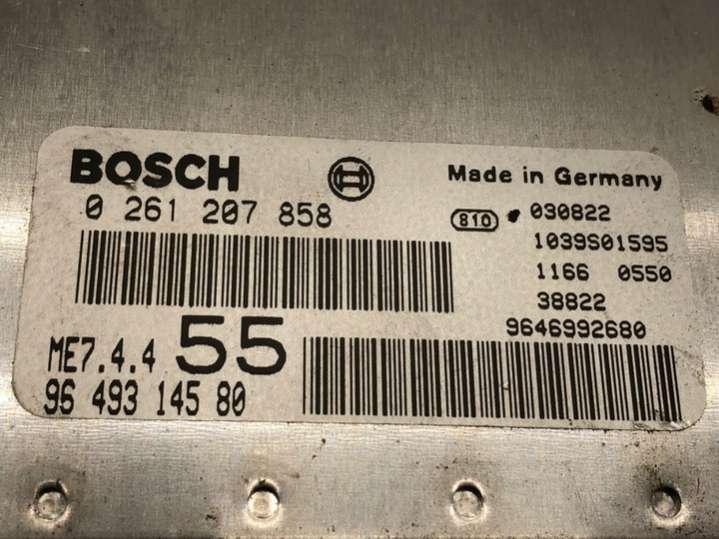 BOSCH
Made in Germany
0 261 207 858
810
030822
1039S01595
1166 0550
38822
9646992680
ME7.4.4 55
96 493 145 80